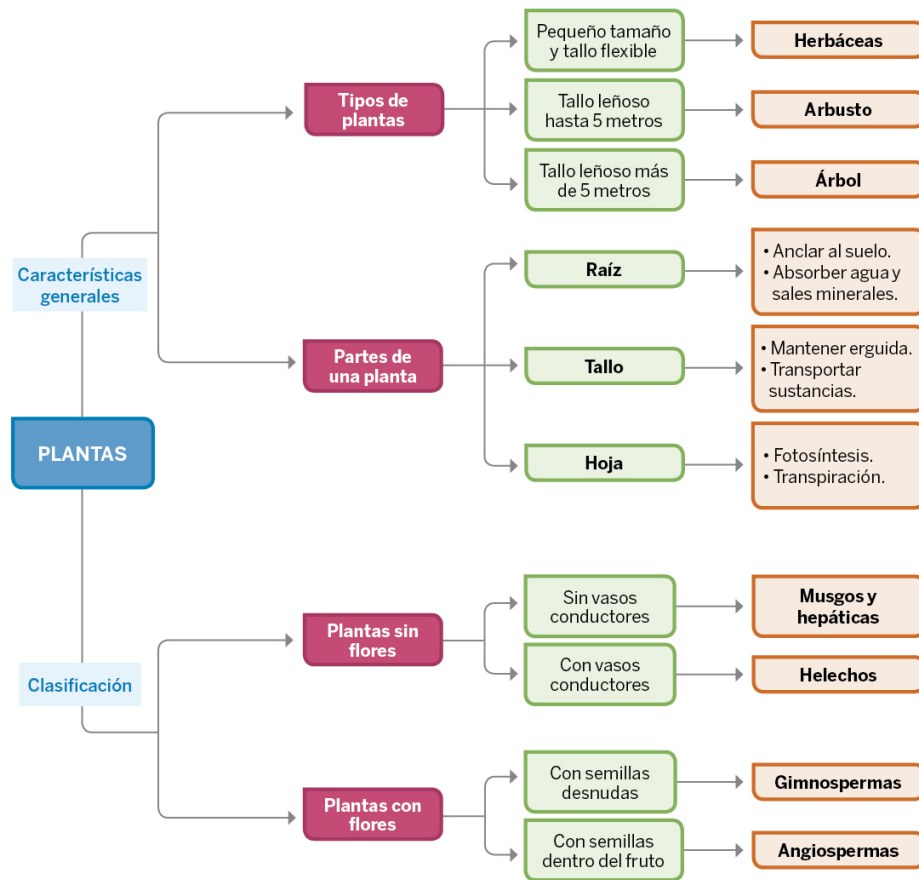 PLANTAS
Características
generales
Tipos de
plantas
Pequeño tamaño
y tallo flexible
Herbáceas
Tallo leñoso
hasta 5 metros
Arbusto
Tallo leñoso más
de 5 metros
Árbol
Partes de
una planta
Raíz
• Anclar al suelo.
• Absorber agua y
sales minerales.
Tallo
• Mantener erguida.
• Transportar
sustancias.
Hoja
• Fotosíntesis.
• Transpiración.
Clasificación
Plantas sin
flores
Sin vasos
conductores
Musgos y
hepáticas
Con vasos
conductores
Helechos
Plantas con
flores
Con semillas
desnudas
Gimnospermas
Con semillas
dentro del fruto
Angiospermas